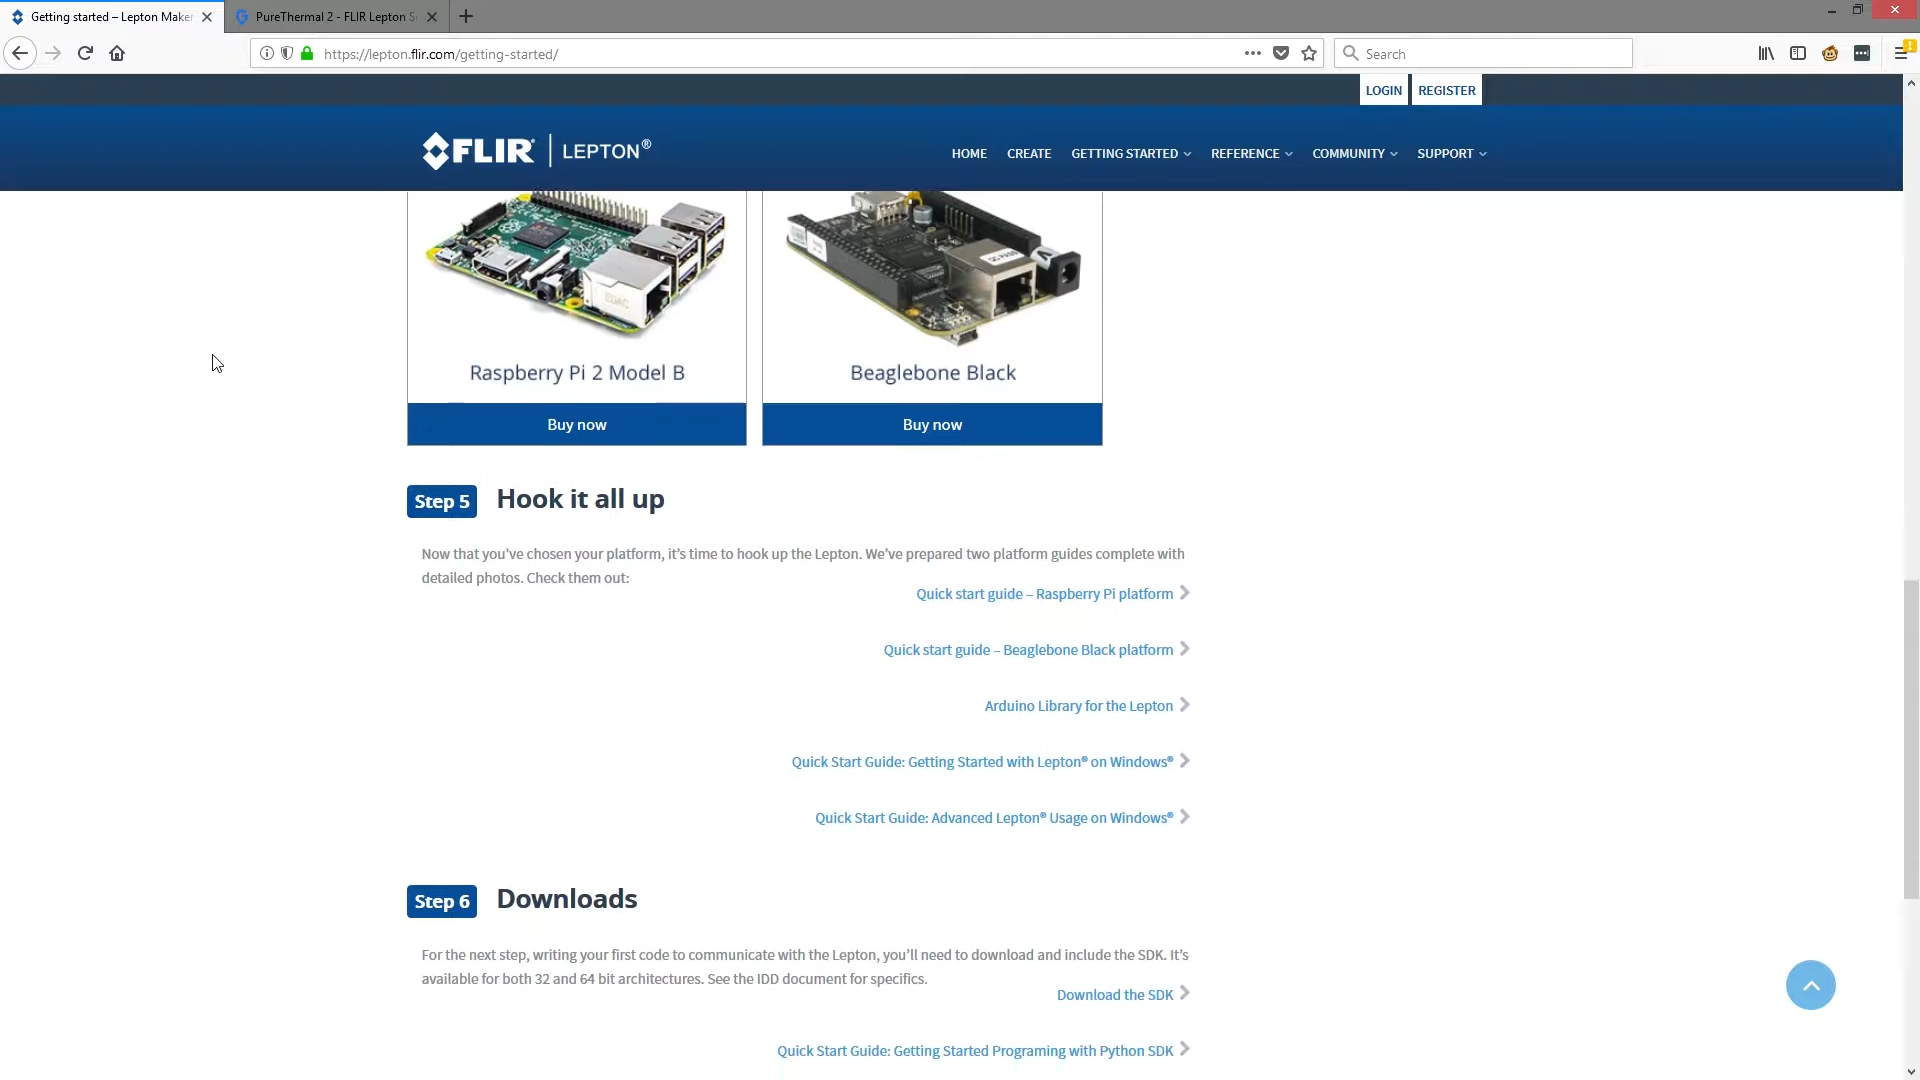 Getting started – Lepton Maker
PureThermal 2 - FLIR Lepton S
https://lepton.flir.com/getting-started/
Search
LOGIN
REGISTER
FLIR LEPTON®
HOME
CREATE
GETTING STARTED
REFERENCE
COMMUNITY
SUPPORT
Raspberry Pi 2 Model B
Beaglebone Black
Buy now
Buy now
Step 5
Hook it all up
Now that you’ve chosen your platform, it’s time to hook up the Lepton. We’ve prepared two platform guides complete with
detailed photos. Check them out:
Quick start guide – Raspberry Pi platform
Quick start guide – Beaglebone Black platform
Arduino Library for the Lepton
Quick Start Guide: Getting Started with Lepton® on Windows®
Quick Start Guide: Advanced Lepton® Usage on Windows®
Step 6
Downloads
For the next step, writing your first code to communicate with the Lepton, you’ll need to download and include the SDK. It’s
available for both 32 and 64 bit architectures. See the IDD document for specifics.
Download the SDK
Quick Start Guide: Getting Started Programing with Python SDK